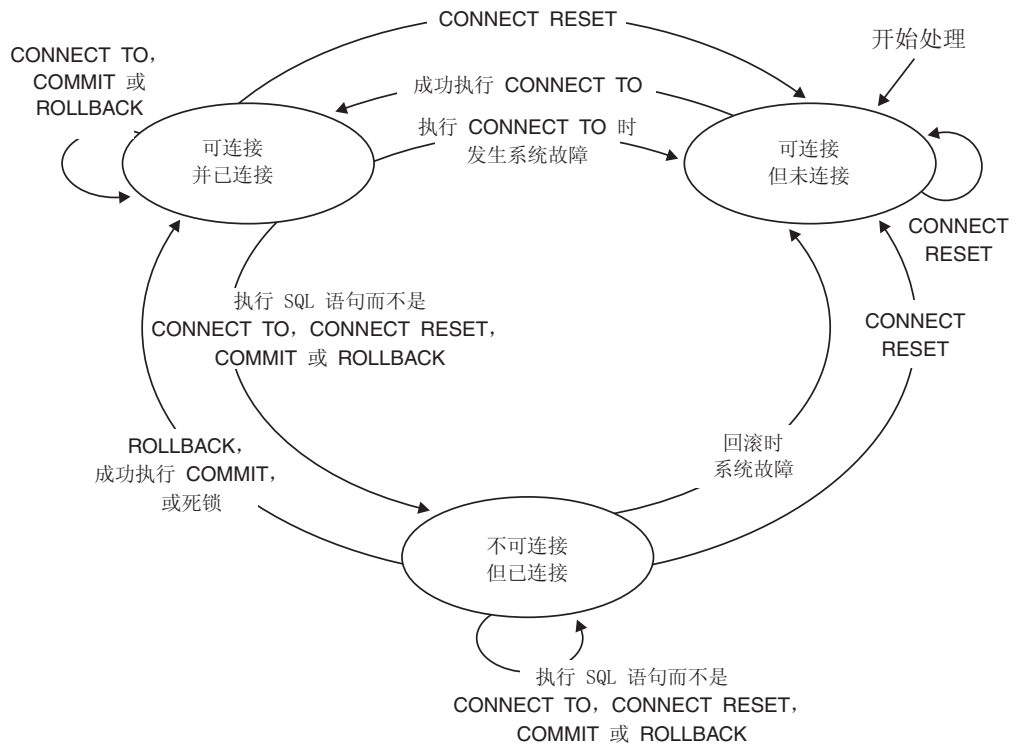 CONNECT RESET
开始处理
CONNECT TO，
COMMIT 或
ROLLBACK
成功执行 CONNECT TO
执行 CONNECT TO 时
发生系统故障
可连接
并已连接
可连接
但未连接
CONNECT
RESET
执行 SQL 语句而不是
CONNECT TO，CONNECT RESET，
COMMIT 或 ROLLBACK
CONNECT
RESET
ROLLBACK，
成功执行 COMMIT，
或死锁
回滚时
系统故障
不可连接
但已连接
执行 SQL 语句而不是
CONNECT TO，CONNECT RESET，
COMMIT 或 ROLLBACK